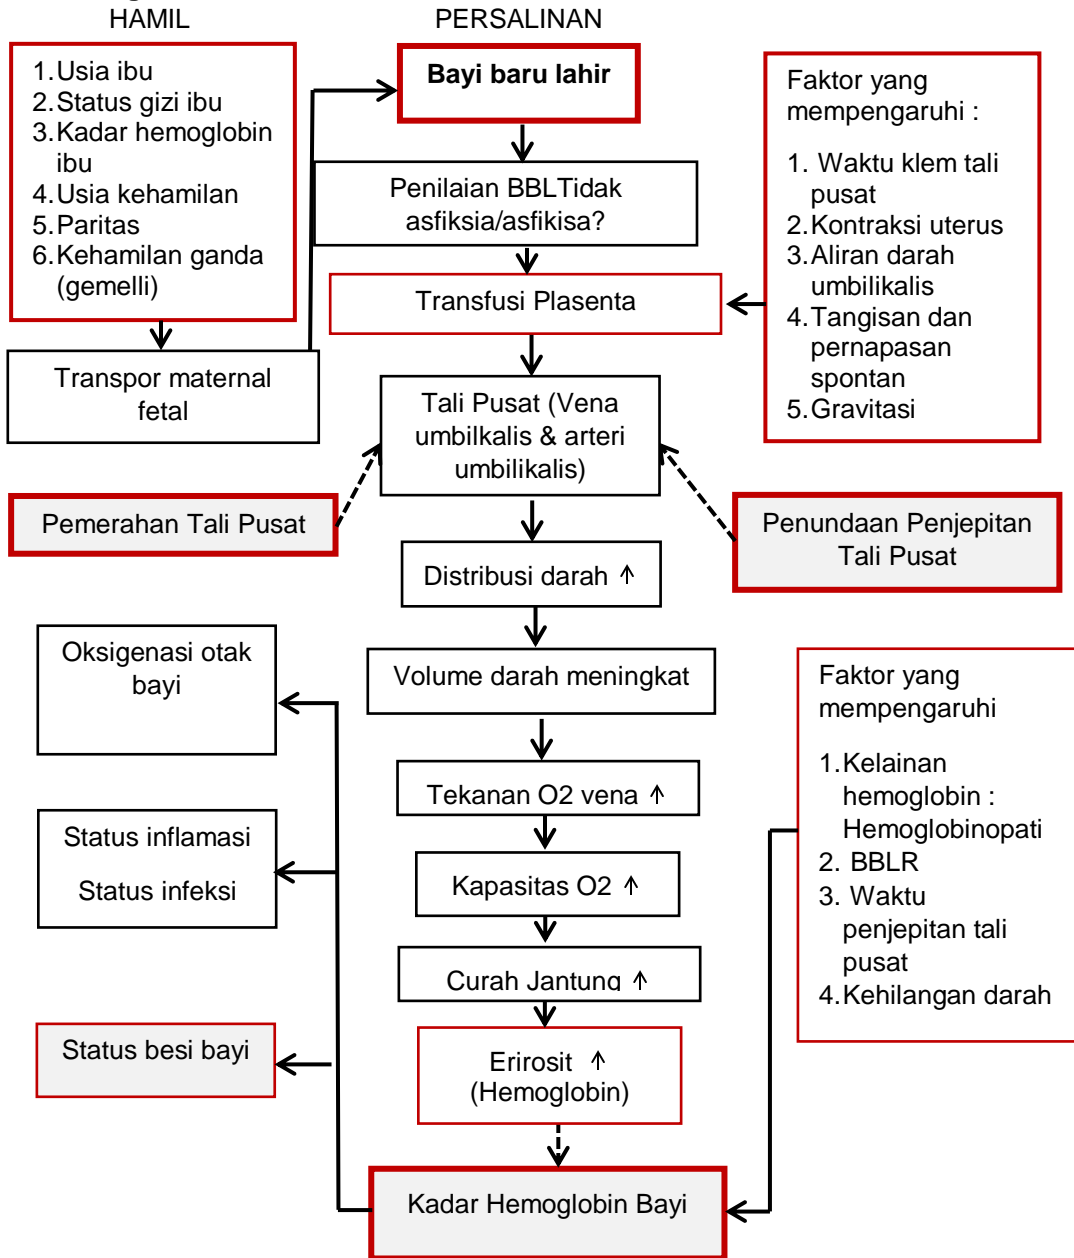 HAMIL
PERSALINAN
1.Usia ibu
2.Status gizi ibu
3.Kadar hemoglobin
ibu
4.Usia kehamilan
5.Paritas
6.Kehamilan ganda
(gemelli)
Transpor maternal
fetal
Bayi baru lahir
Penilaian BBLTidak
asfiksia/asfikisa?
Transfusi Plasenta
Faktor yang
mempengaruhi :
1. Waktu klem tali
pusat
2.Kontraksi uterus
3.Aliran darah
umbilikalis
4.Tangisan dan
pernapasan
spontan
5.Gravitasi
Tali Pusat (Vena
umbilkalis & arteri
umbilikalis)
Pemerahan Tali Pusat
Penundaan Penjepitan
Tali Pusat
Distribusi darah ↑
Volume darah meningkat
Tekanan O2 vena ↑
Kapasitas O2 ↑
Curah Jantung ↑
Erirosit ↑
(Hemoglobin)
Kadar Hemoglobin Bayi
Oksigenasi otak
bayi
Status inflamasi
Status infeksi
Status besi bayi
Faktor yang
mempengaruhi
1.Kelainan
hemoglobin :
Hemoglobinopati
2. BBLR
3. Waktu
penjepitan tali
pusat
4.Kehilangan darah